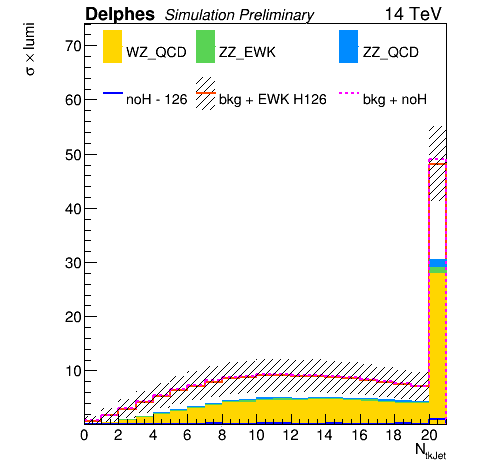 Delphes Simulation Preliminary 14 TeV
σ × lumi
WZ_QCD ZZ_EWK ZZ_QCD
noH - 126 bkg + EWK H126 bkg + noH
70
60
50
40
30
20
10
0 2 4 6 8 10 12 14 16 18 20
N_tkJet